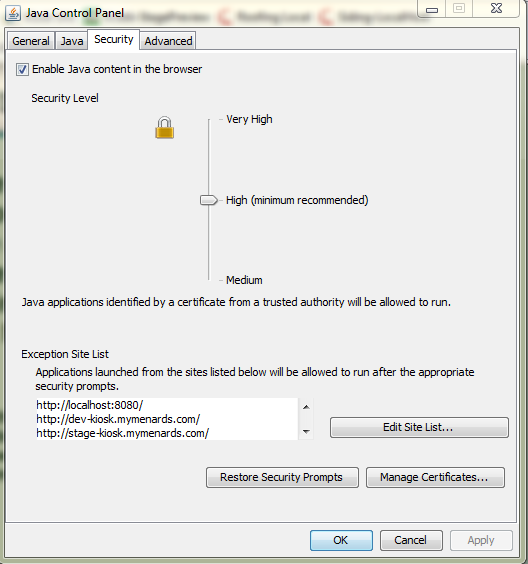 Java Control Panel
General Java Security Advanced
Enable Java content in the browser
Security Level
Very High
High (minimum recommended)
Medium
Java applications identified by a certificate from a trusted authority will be allowed to run.
Exception Site List
Applications launched from the sites listed below will be allowed to run after the appropriate
security prompts.
http://localhost:8080/
http://dev-kiosk.mymenards.com/
http://stage-kiosk.mymenards.com/
Edit Site List...
Restore Security Prompts Manage Certificates...
OK Cancel Apply